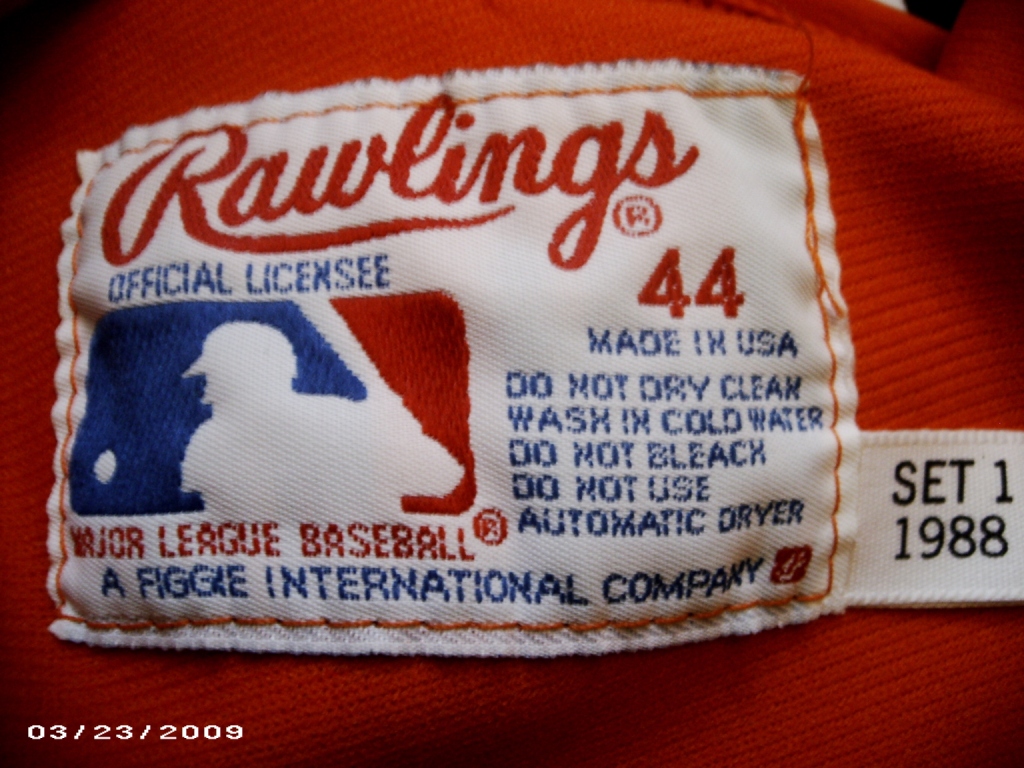 Rawlings®
OFFICIAL LICENSEE
44
MADE IN USA
DO NOT DRY CLEAN
WASH IN COLD WATER
DO NOT BLEACH
DO NOT USE
AUTOMATIC DRYER
MAJOR LEAGUE BASEBALL®
A FIGGIE INTERNATIONAL COMPANY
SET 1
1988
03/23/2009